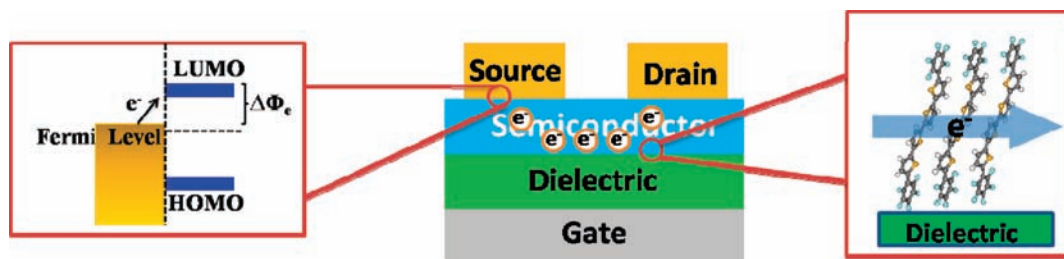 LUMO
e-
ΔΦe
Fermi Level
HOMO
Source
Drain
e- e-
Semiconductor
e- e- e-
Dielectric
Gate
e-
Dielectric